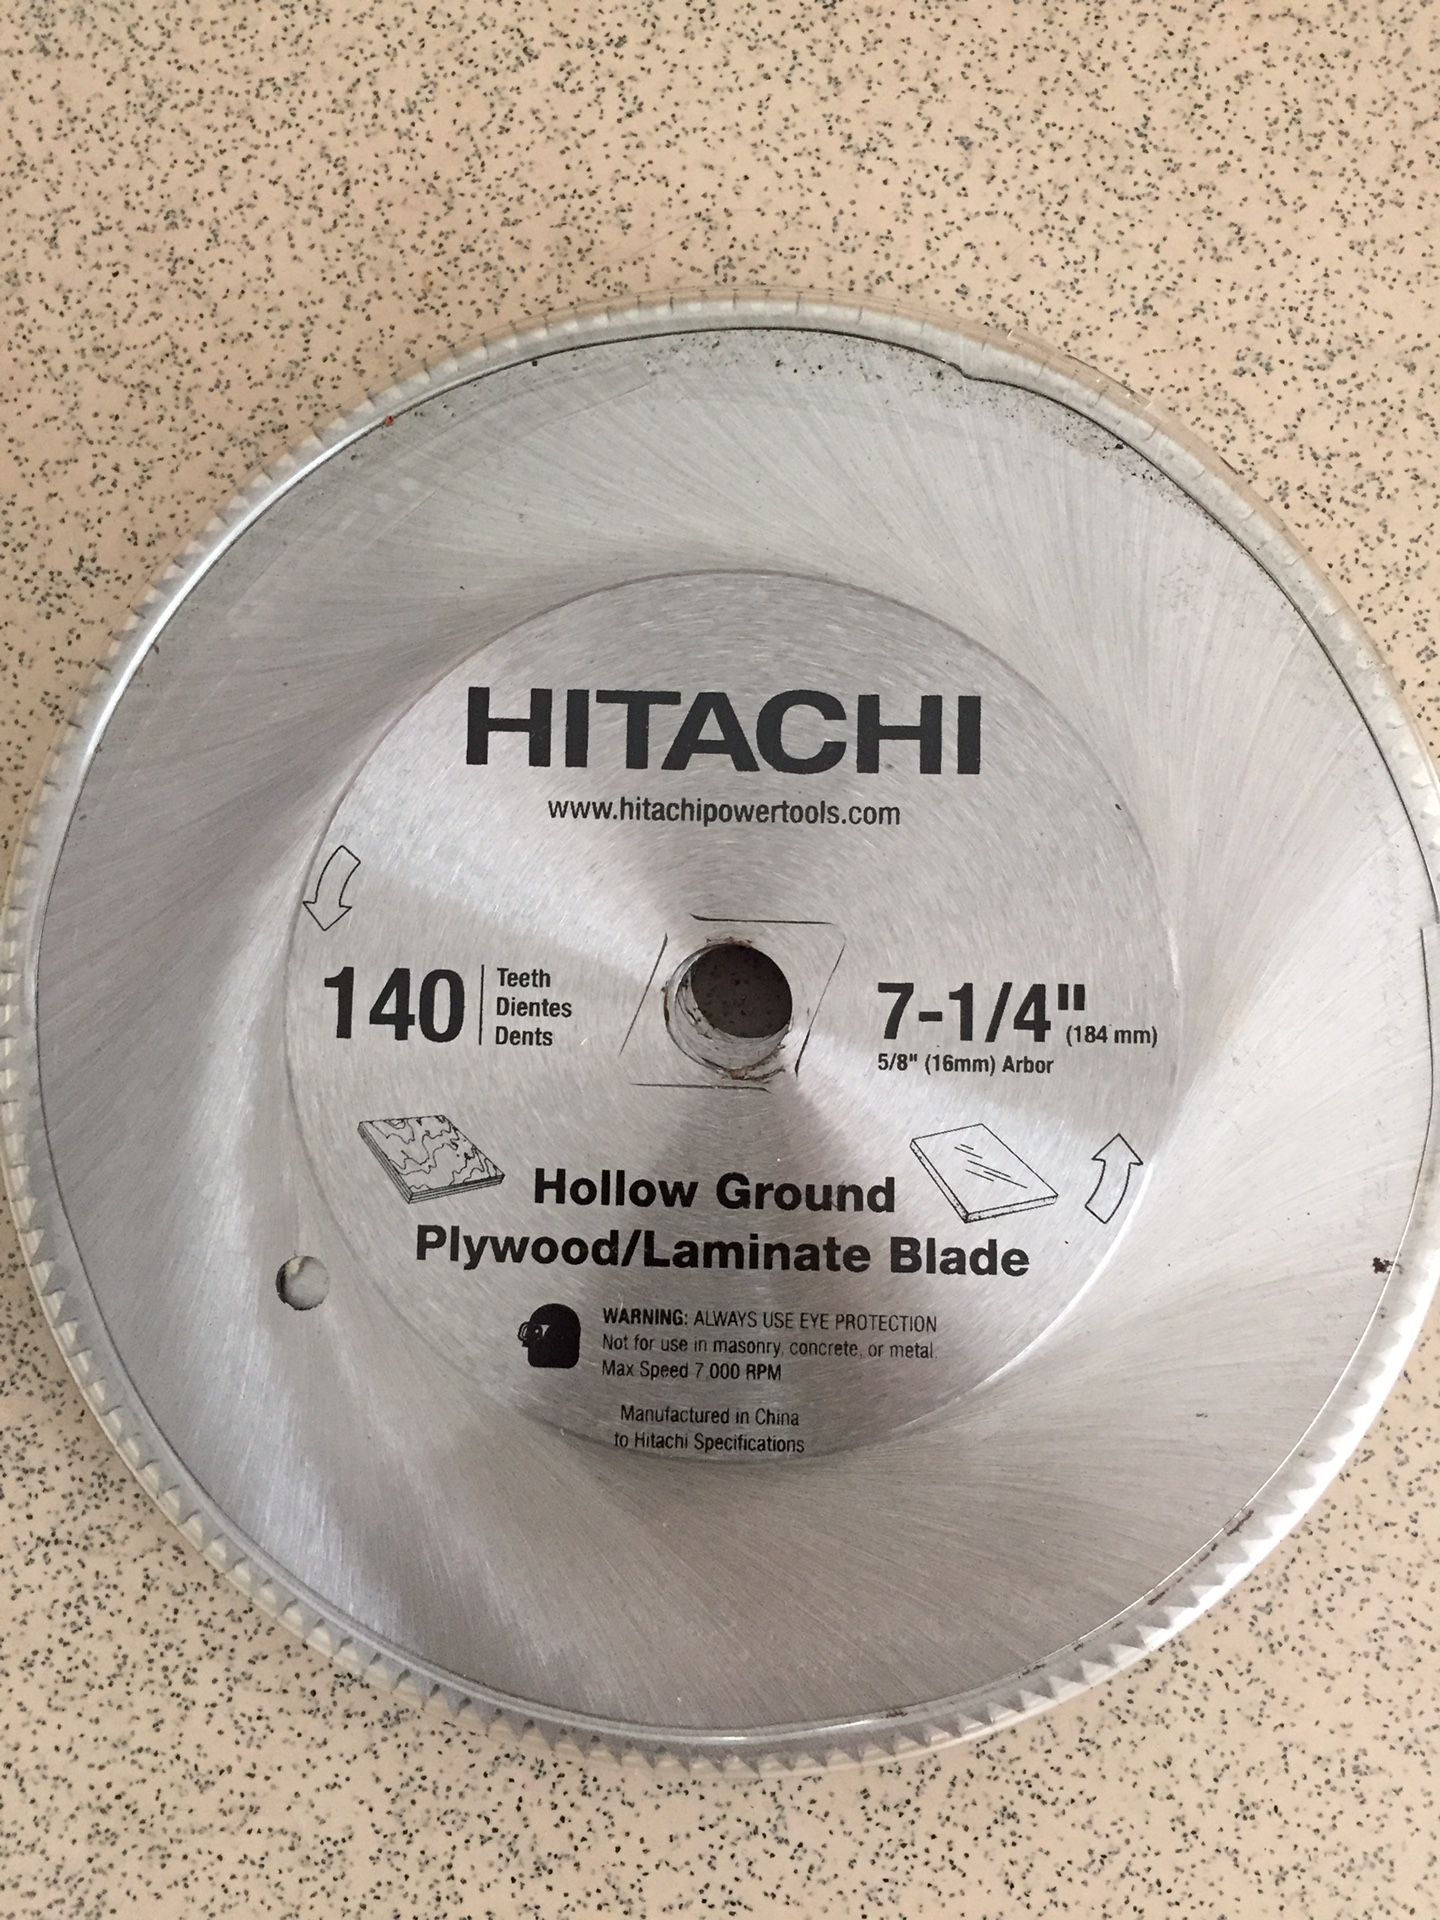 HITACHI
www.hitachipowertools.com
140
Teeth
Dientes
Dents
7-1/4" (184 mm)
5/8" (16mm) Arbor
Hollow Ground
Plywood/Laminate Blade
WARNING: ALWAYS USE EYE PROTECTION
Not for use in masonry, concrete, or metal.
Max Speed 7,000 RPM
Manufactured in China
to Hitachi Specifications